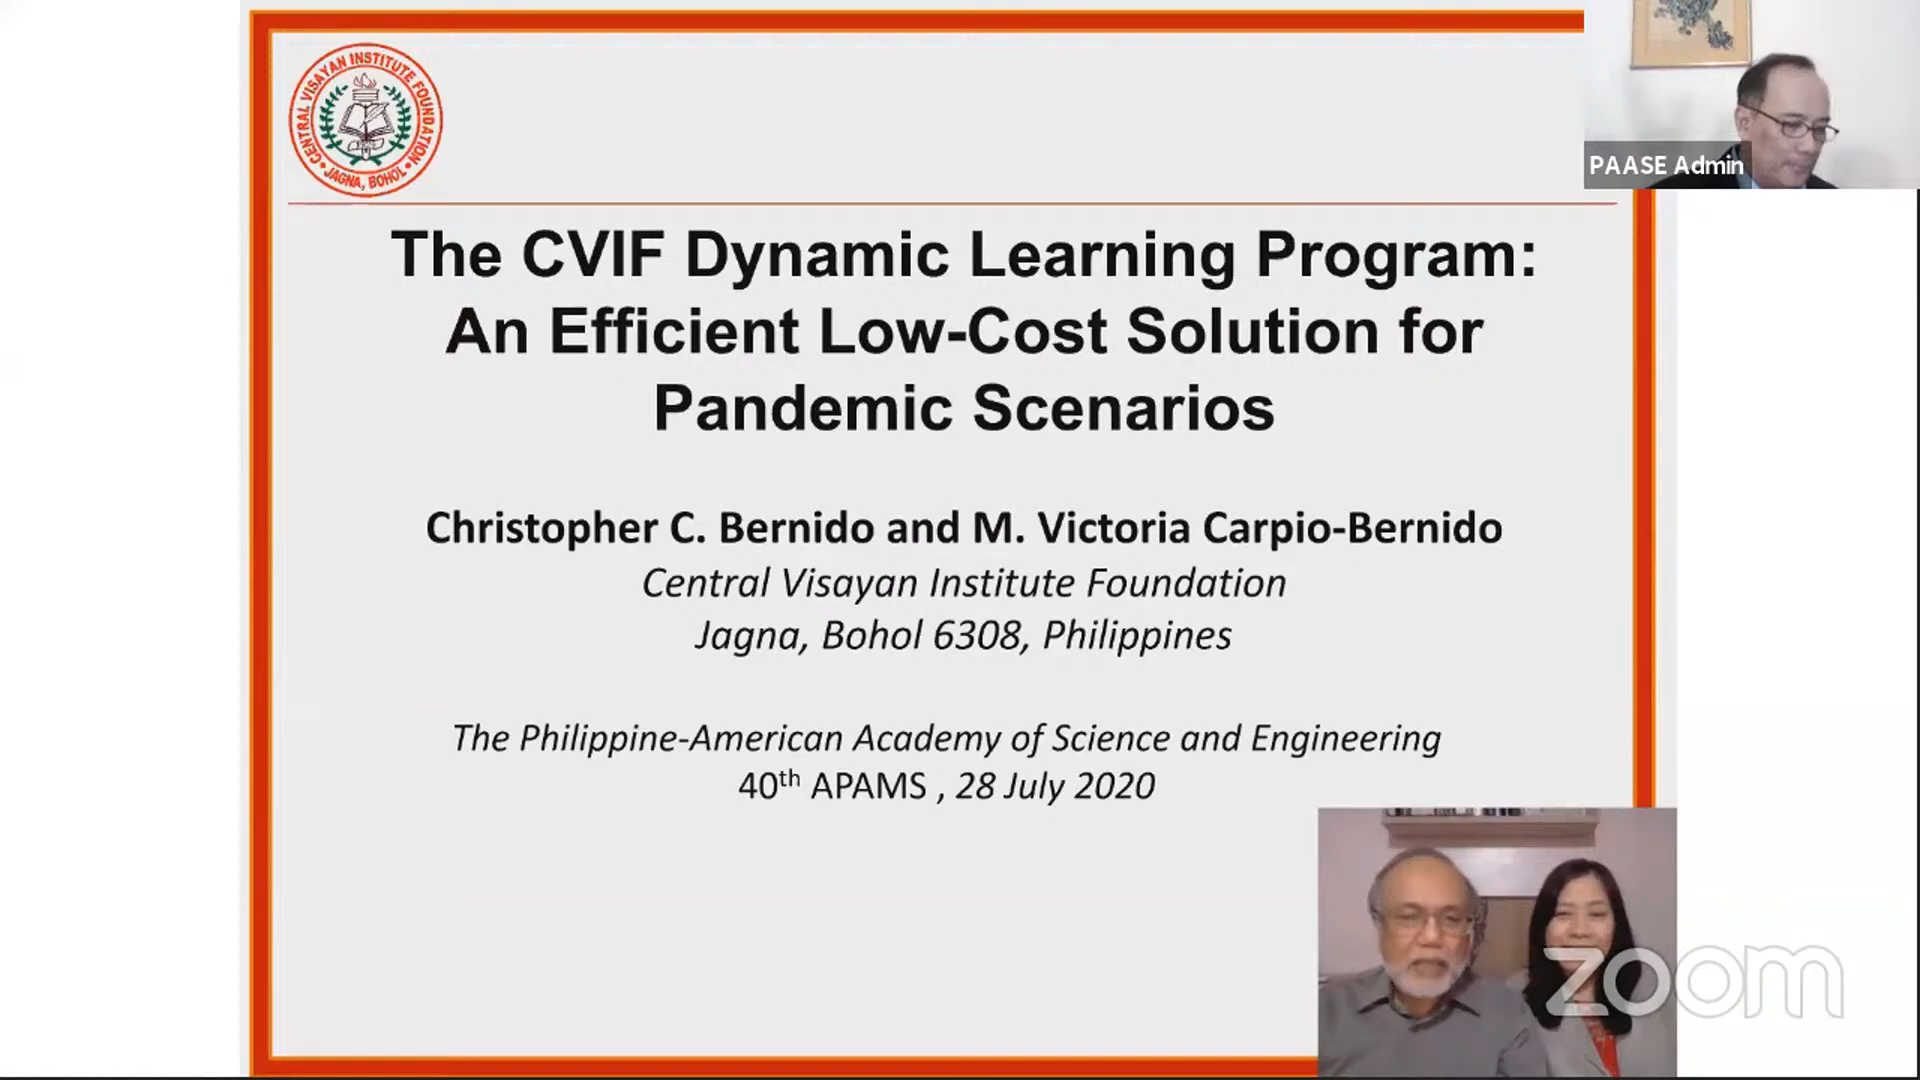 CENTRAL VISAYAN INSTITUTE FOUNDATION
JAGNA, BOHOL
PAASE Admin
The CVIF Dynamic Learning Program:
An Efficient Low-Cost Solution for
Pandemic Scenarios
Christopher C. Bernido and M. Victoria Carpio-Bernido
Central Visayan Institute Foundation
Jagna, Bohol 6308, Philippines
The Philippine-American Academy of Science and Engineering
40th APAMS , 28 July 2020
zoom